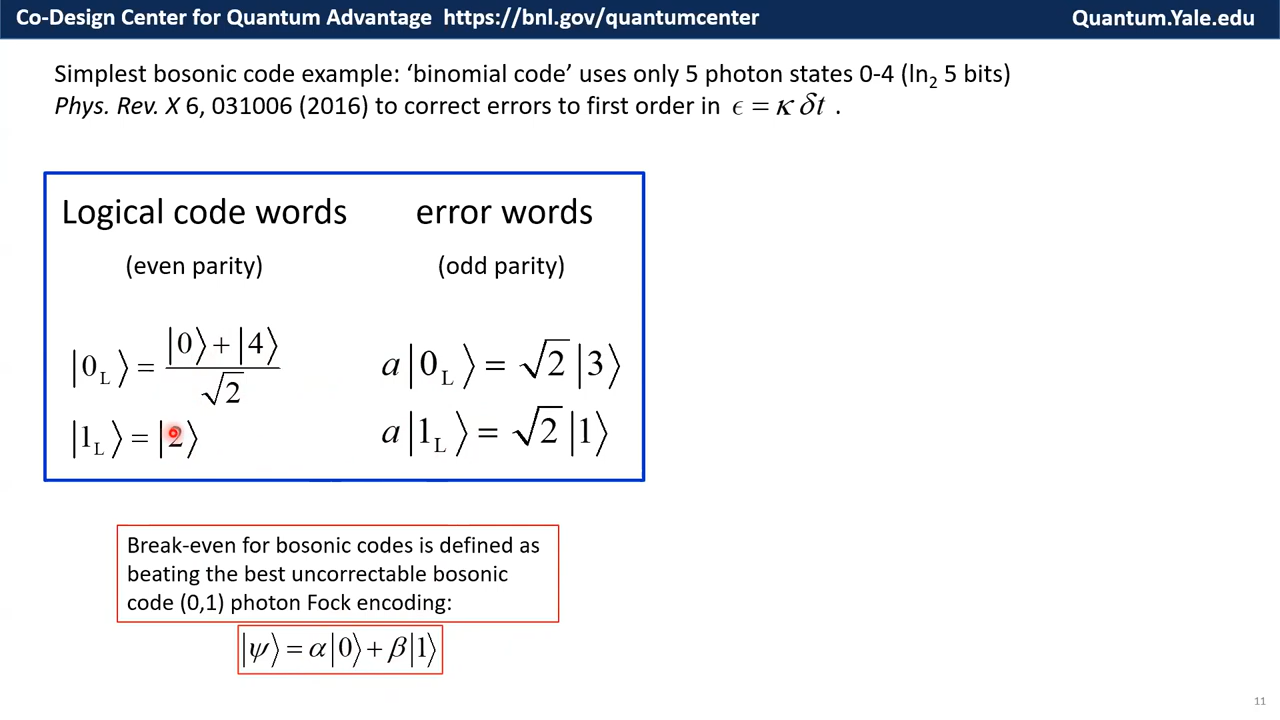 Co-Design Center for Quantum Advantage https://bnl.gov/quantumcenter Quantum.Yale.edu
Simplest bosonic code example: ‘binomial code’ uses only 5 photon states 0-4 (ln₂ 5 bits)
Phys. Rev. X 6, 031006 (2016) to correct errors to first order in ϵ = κ δt .
Logical code words error words
(even parity) (odd parity)
|0_L⟩ = (|0⟩ + |4⟩)/√2 a|0_L⟩ = √2 |3⟩
|1_L⟩ = |2⟩ a|1_L⟩ = √2 |1⟩
Break-even for bosonic codes is defined as
beating the best uncorrectable bosonic
code (0,1) photon Fock encoding:
|ψ⟩ = α|0⟩ + β|1⟩
11